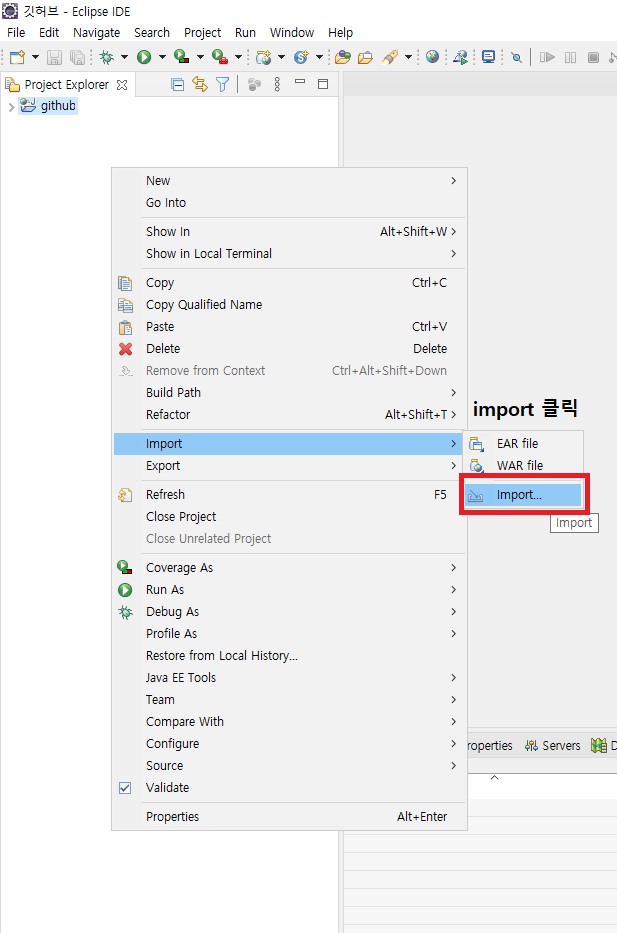 깃허브 - Eclipse IDE
File Edit Navigate Search Project Run Window Help
Project Explorer
github
New
Go Into
Show In Alt+Shift+W
Show in Local Terminal
Copy Ctrl+C
Copy Qualified Name
Paste Ctrl+V
Delete Delete
Remove from Context Ctrl+Alt+Shift+Down
Build Path
Refactor Alt+Shift+T
import 클릭
Import
EAR file
Export
WAR file
Refresh F5
Import...
Close Project
Import
Close Unrelated Project
Coverage As
Run As
Debug As
Profile As
Restore from Local History...
Java EE Tools
Team
Compare With
Configure
roperties Servers D
Source
Validate
Properties Alt+Enter